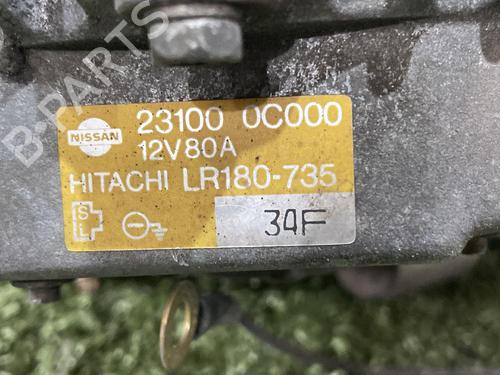 B-PARTS
NISSAN
23100 0C000
12V80A
HITACHI LR180-735
S
L
34F